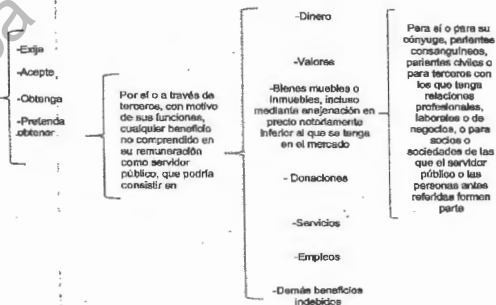 -Exija
-Acepte
-Obtenga
-Pretenda
obtener
Por sí o a través de
terceros, con motivo
de sus funciones,
cualquier beneficio
no comprendido en
su remuneración
como servidor
público, que podría
consistir en
-Dinero
-Valores
-Bienes muebles o
inmuebles, incluso
mediante enajenación en
precio notoriamente
inferior al que se tenga
en el mercado
- Donaciones
-Servicios
-Empleos
-Demás beneficios
indebidos
Para sí o para su
cónyuge, parientes
consanguíneos,
parientes civiles o
para terceros con
los que tenga
relaciones
profesionales,
laborales o de
negocios, o para
socios o
sociedades de las
que el servidor
público o las
personas antes
referidas formen
parte